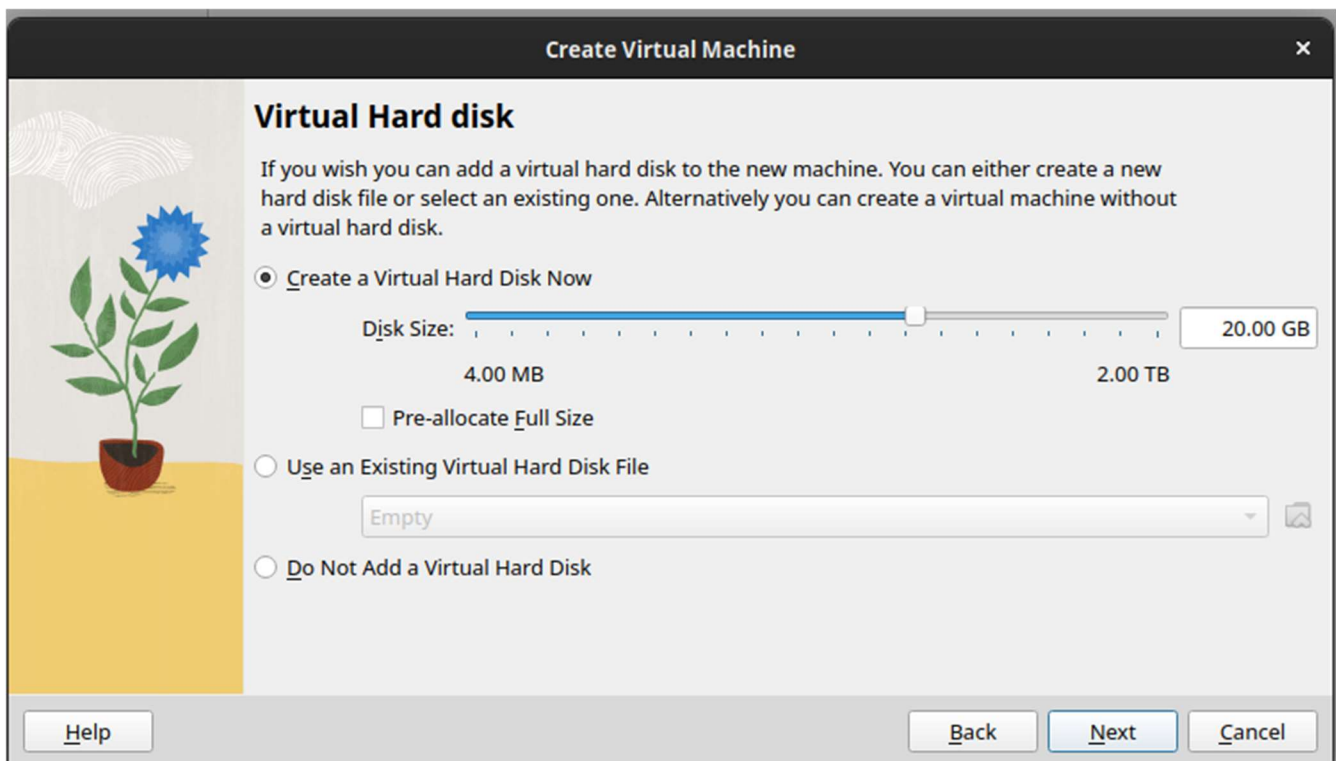 Create Virtual Machine
Virtual Hard disk
If you wish you can add a virtual hard disk to the new machine. You can either create a new
hard disk file or select an existing one. Alternatively you can create a virtual machine without
a virtual hard disk.
Create a Virtual Hard Disk Now
Disk Size:
20.00 GB
4.00 MB
2.00 TB
Pre-allocate Full Size
Use an Existing Virtual Hard Disk File
Empty
Do Not Add a Virtual Hard Disk
Help
Back
Next
Cancel